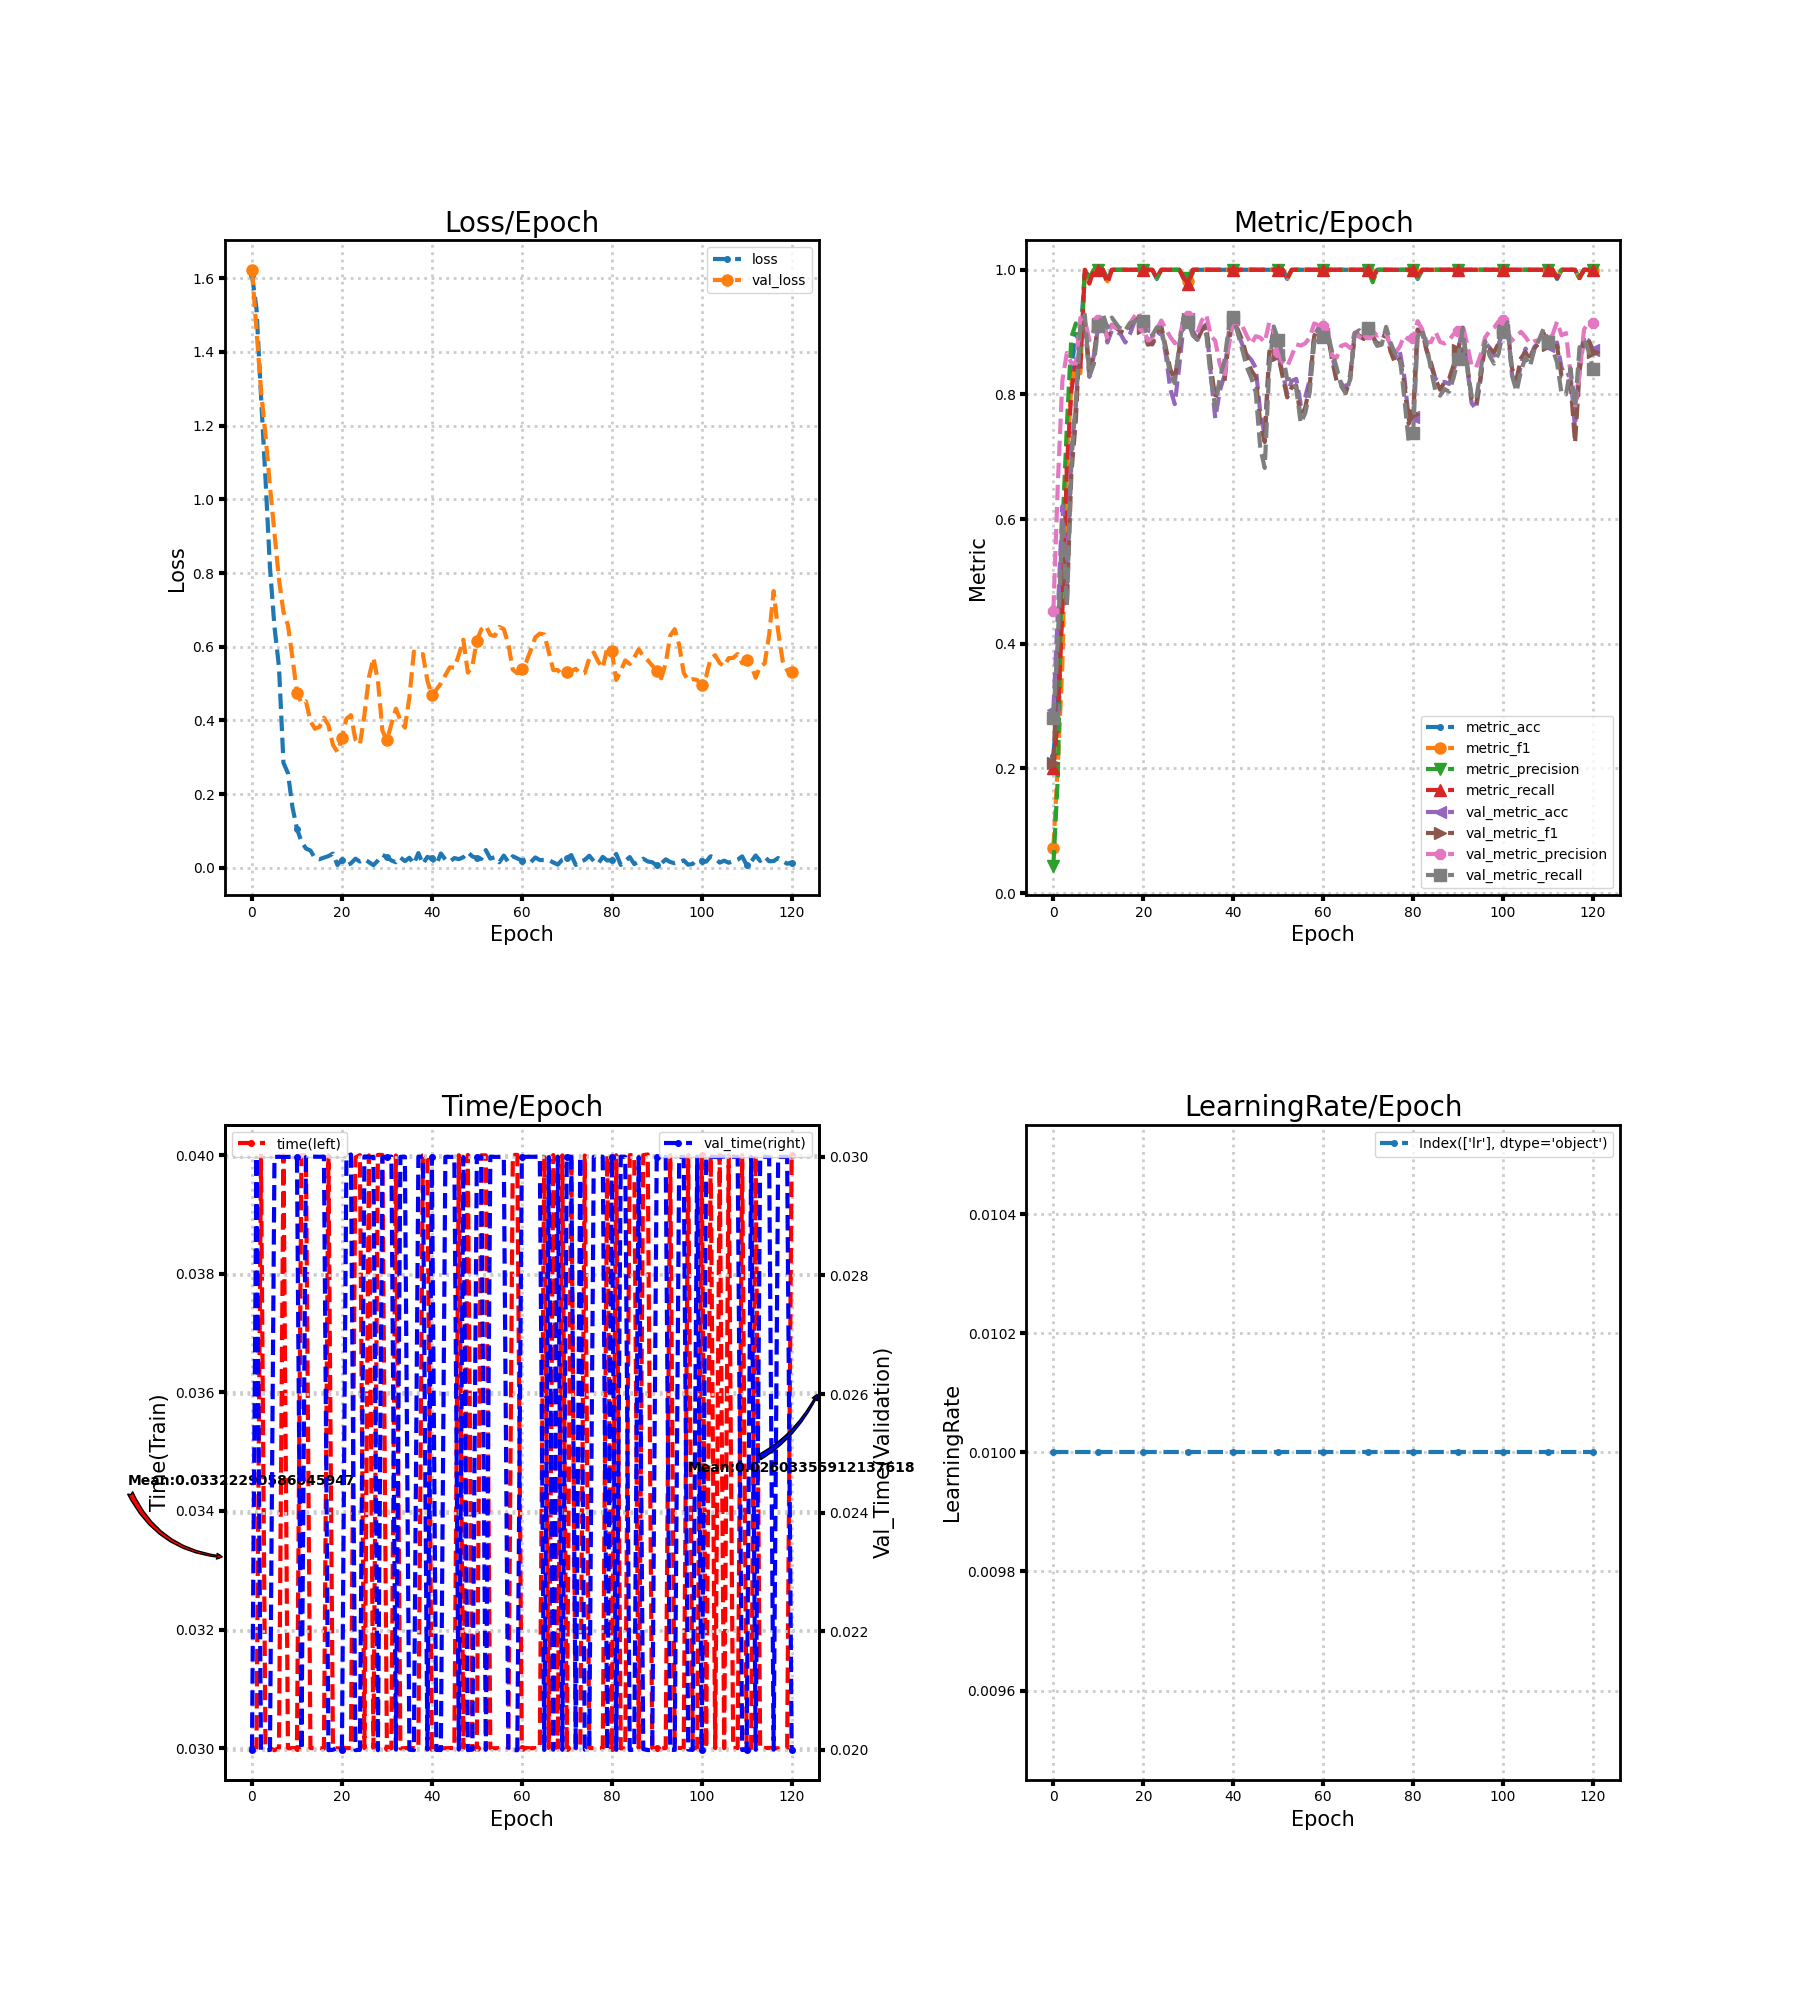 Loss/Epoch
loss
val_loss
1.6
1.4
1.2
1.0
0.8
0.6
0.4
0.2
0.0
Loss
0 20 40 60 80 100 120
Epoch
Metric/Epoch
1.0
0.8
0.6
0.4
0.2
0.0
Metric
metric_acc
metric_f1
metric_precision
metric_recall
val_metric_acc
val_metric_f1
val_metric_precision
val_metric_recall
0 20 40 60 80 100 120
Epoch
Time/Epoch
time(left)
val_time(right)
0.040
0.038
0.036
0.034
0.032
0.030
Time(Train)
0.030
0.028
0.026
0.024
0.022
0.020
Val_Time(Validation)
0 20 40 60 80 100 120
Epoch
LearningRate/Epoch
Index(['lr'], dtype='object')
0.0104
0.0102
0.0100
0.0098
0.0096
LearningRate
0 20 40 60 80 100 120
Epoch